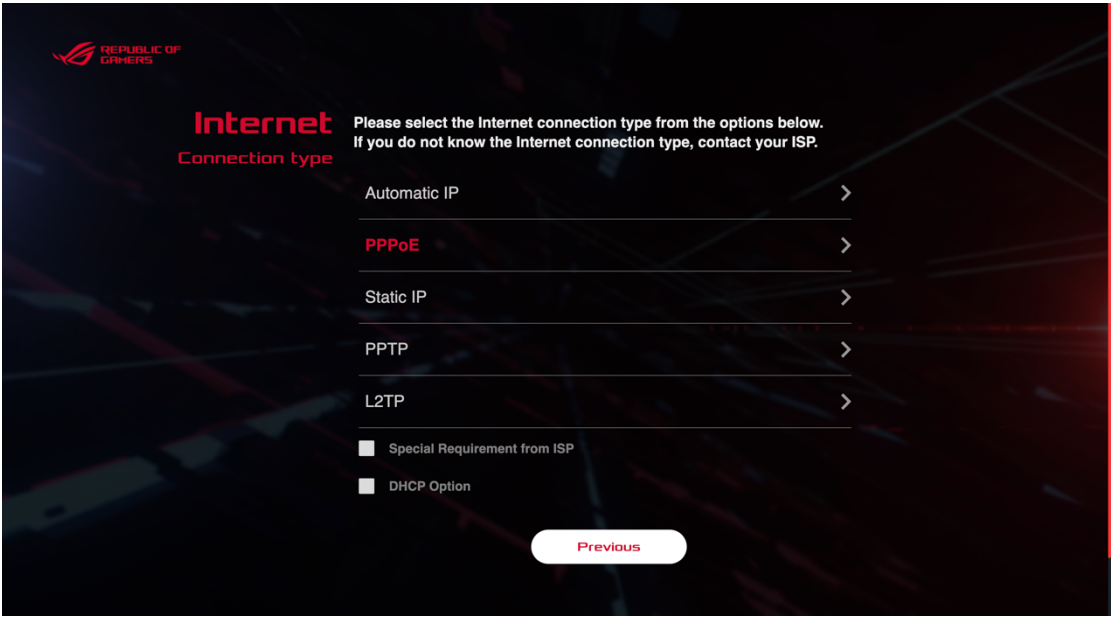 REPUBLIC OF
GAMERS
Internet
Connection type
Please select the Internet connection type from the options below.
If you do not know the Internet connection type, contact your ISP.
Automatic IP
PPPoE
Static IP
PPTP
L2TP
Special Requirement from ISP
DHCP Option
Previous